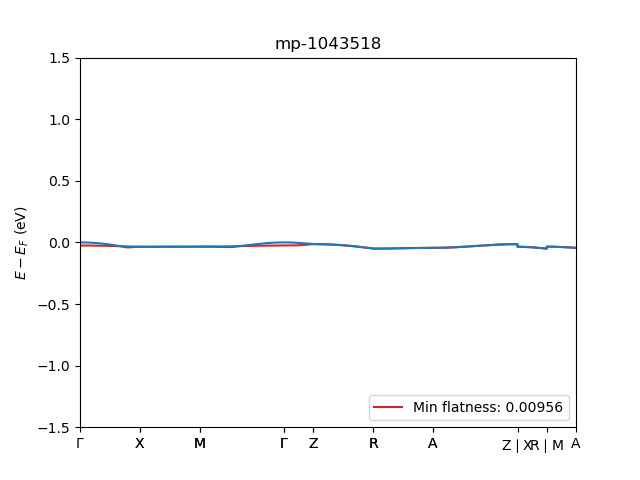 mp-1043518
E − E_F (eV)
1.5
1.0
0.5
0.0
−0.5
−1.0
−1.5
Min flatness: 0.00956
Γ X M Γ Z R A Z | X R | M A